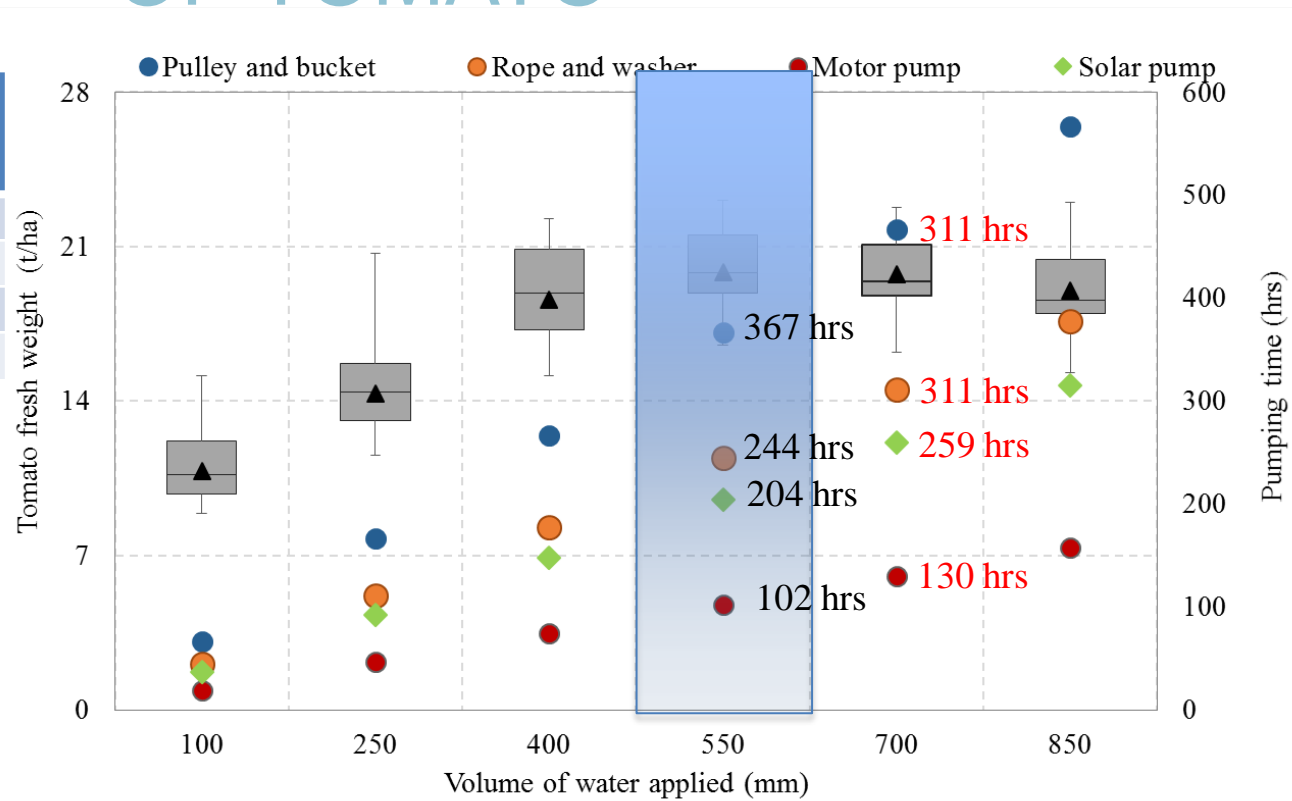 OF TOMATO
Pulley and bucket
Rope and washer
Motor pump
Solar pump
28
21
14
7
0
Tomato fresh weight (t/ha)
600
500
400
300
200
100
0
Pumping time (hrs)
367 hrs
244 hrs
204 hrs
102 hrs
311 hrs
311 hrs
259 hrs
130 hrs
100 250 400 550 700 850
Volume of water applied (mm)